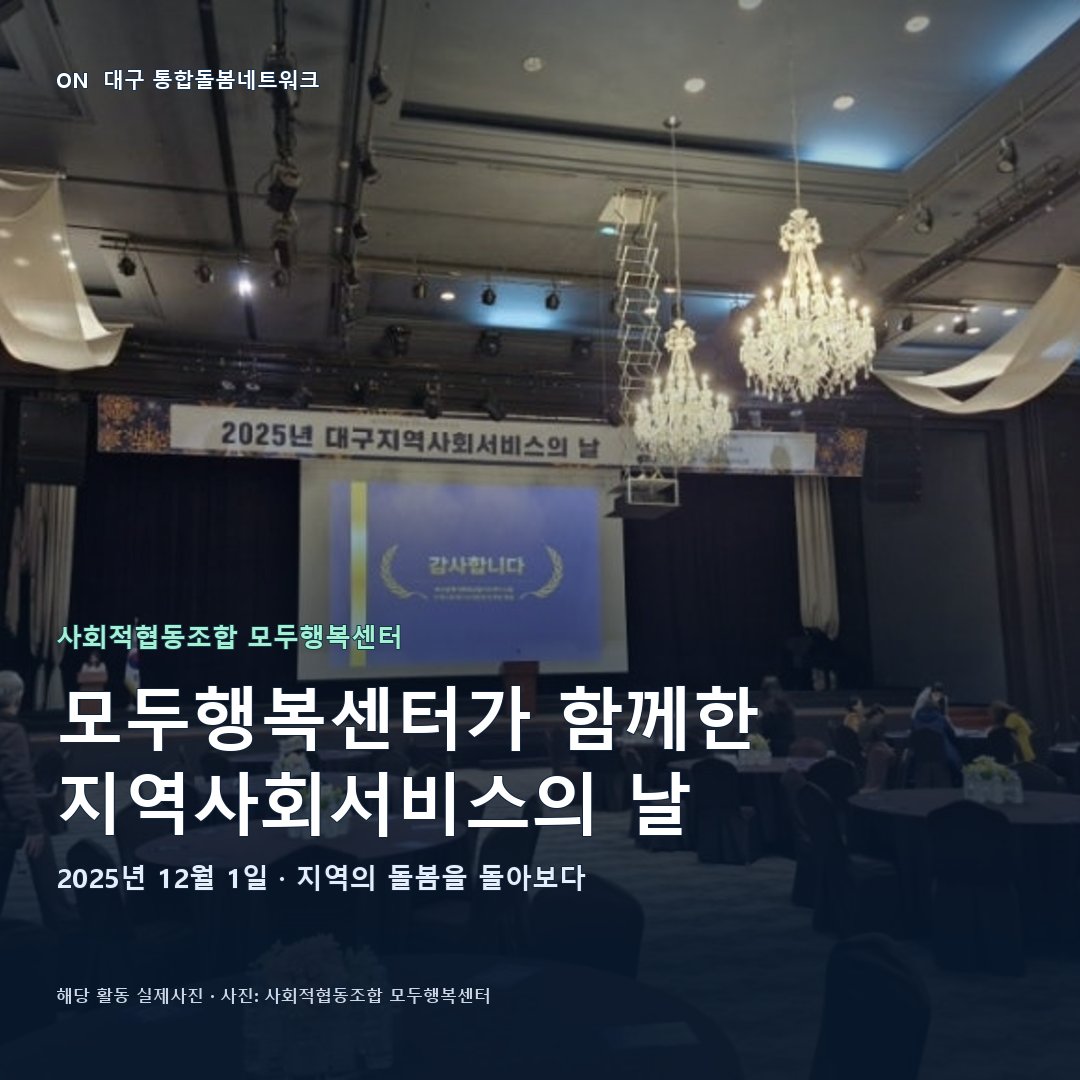 ON 대구 통합돌봄네트워크
2025년 대구지역사회서비스의 날
감사합니다
사회적협동조합 모두행복센터
모두행복센터가 함께한
지역사회서비스의 날
2025년 12월 1일 · 지역의 돌봄을 돌아보다
해당 활동 실제사진 · 사진: 사회적협동조합 모두행복센터